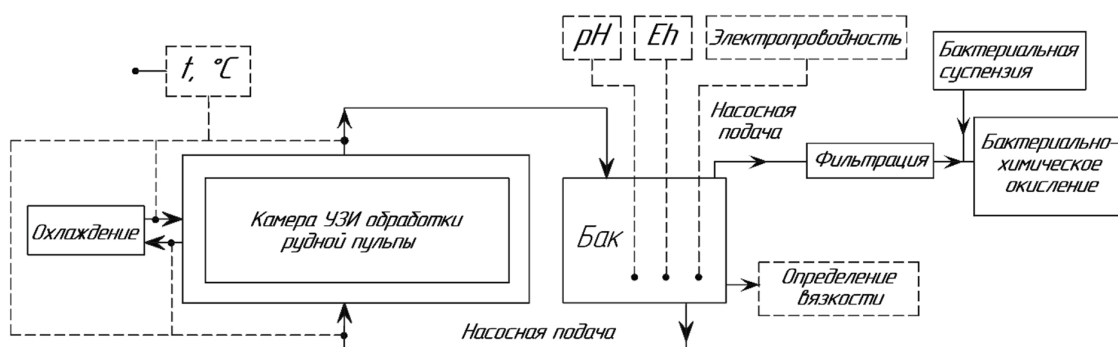 t, °C
pH
Eh
Электропроводность
Бактериальная
суспензия
Насосная
подача
Фильтрация
Бактериально-
химическое
окисление
Охлаждение
Камера УЗИ обработки
рудной пульпы
Бак
Определение
вязкости
Насосная подача